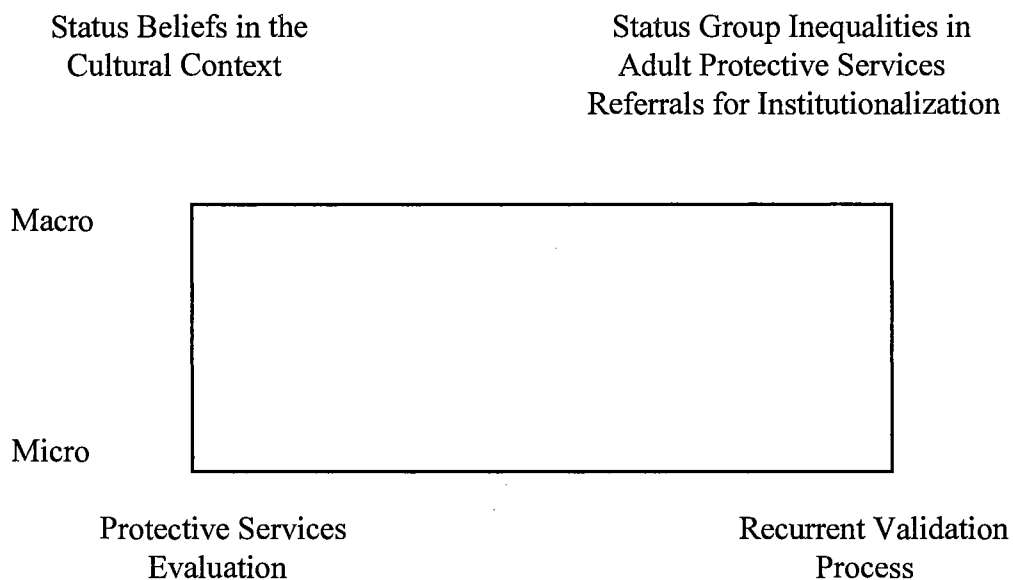 Status Beliefs in the
Cultural Context
Status Group Inequalities in
Adult Protective Services
Referrals for Institutionalization
Macro
Micro
Protective Services
Evaluation
Recurrent Validation
Process